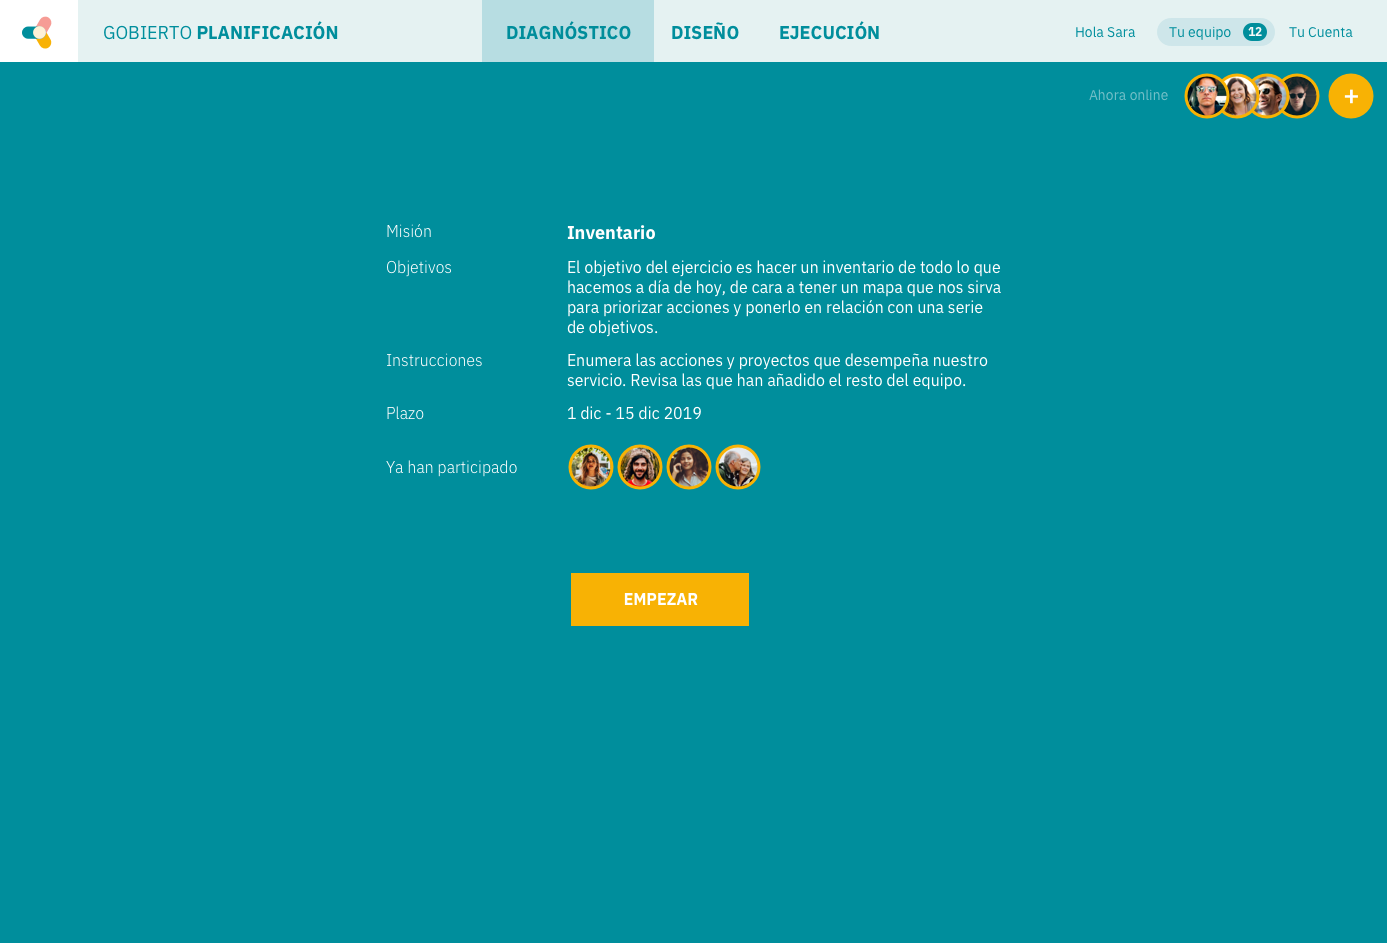 GOBIERTO PLANIFICACIÓN
DIAGNÓSTICO
DISEÑO
EJECUCIÓN
Hola Sara
Tu equipo 12
Tu Cuenta
Ahora online
+
Misión
Inventario
Objetivos
El objetivo del ejercicio es hacer un inventario de todo lo que
hacemos a día de hoy, de cara a tener un mapa que nos sirva
para priorizar acciones y ponerlo en relación con una serie
de objetivos.
Instrucciones
Enumera las acciones y proyectos que desempeña nuestro
servicio. Revisa las que han añadido el resto del equipo.
Plazo
1 dic - 15 dic 2019
Ya han participado
EMPEZAR